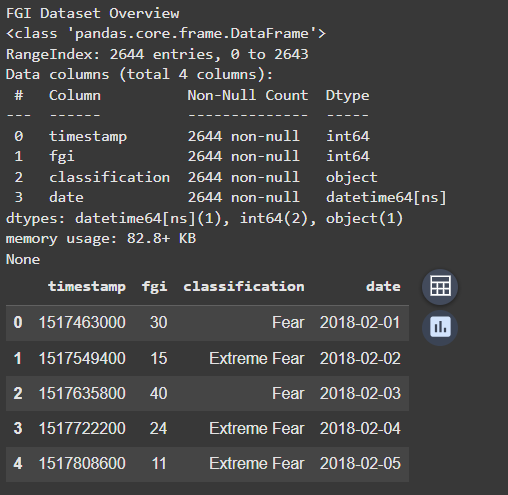 FGI Dataset Overview
<class 'pandas.core.frame.DataFrame'>
RangeIndex: 2644 entries, 0 to 2643
Data columns (total 4 columns):
 #   Column          Non-Null Count  Dtype
---  ------          --------------  -----
 0   timestamp       2644 non-null   int64
 1   fgi             2644 non-null   int64
 2   classification  2644 non-null   object
 3   date            2644 non-null   datetime64[ns]
dtypes: datetime64[ns](1), int64(2), object(1)
memory usage: 82.8+ KB
None
timestamp fgi classification date
0 1517463000 30 Fear 2018-02-01
1 1517549400 15 Extreme Fear 2018-02-02
2 1517635800 40 Fear 2018-02-03
3 1517722200 24 Extreme Fear 2018-02-04
4 1517808600 11 Extreme Fear 2018-02-05